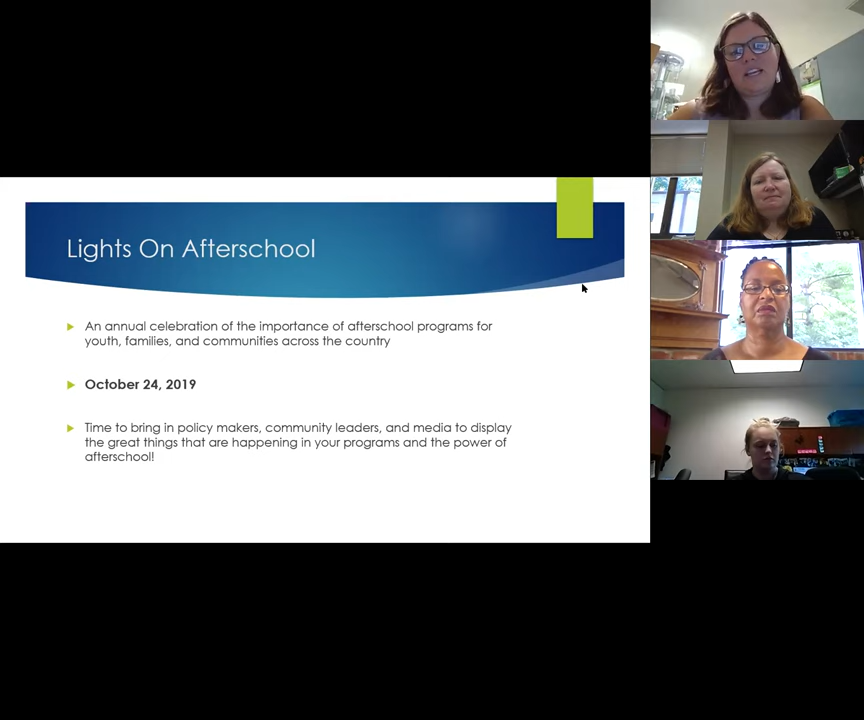 Lights On Afterschool
An annual celebration of the importance of afterschool programs for
youth, families, and communities across the country
October 24, 2019
Time to bring in policy makers, community leaders, and media to display
the great things that are happening in your programs and the power of
afterschool!